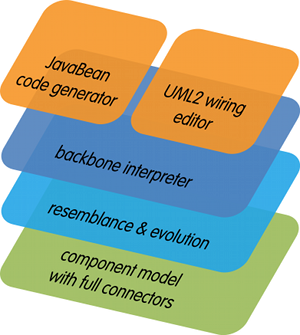 JavaBean
code generator
UML2 wiring
editor
backbone interpreter
resemblance & evolution
component model
with full connectors